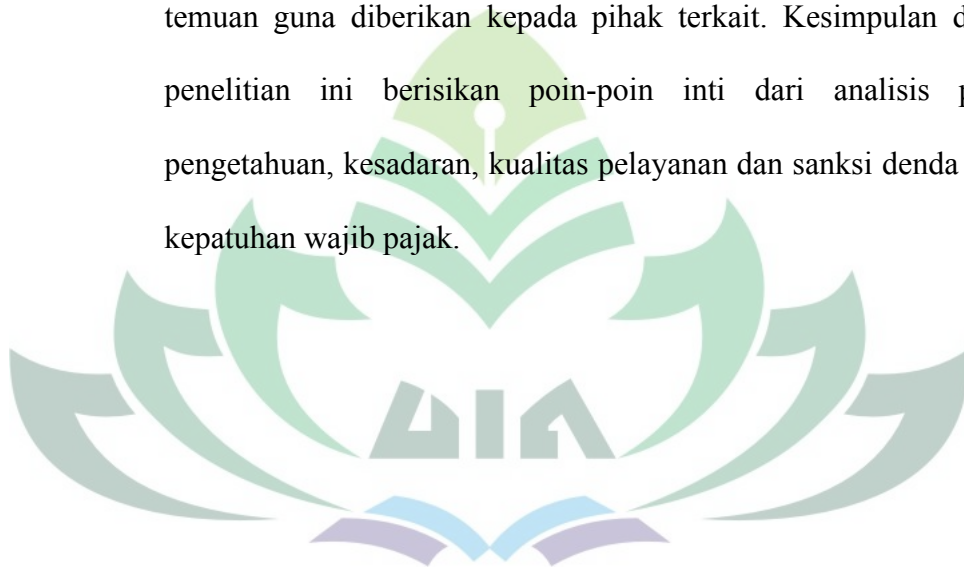 temuan guna diberikan kepada pihak terkait. Kesimpulan
penelitian ini berisikan poin-poin inti dari analisis
pengetahuan, kesadaran, kualitas pelayanan dan sanksi denda
kepatuhan wajib pajak.
UIN